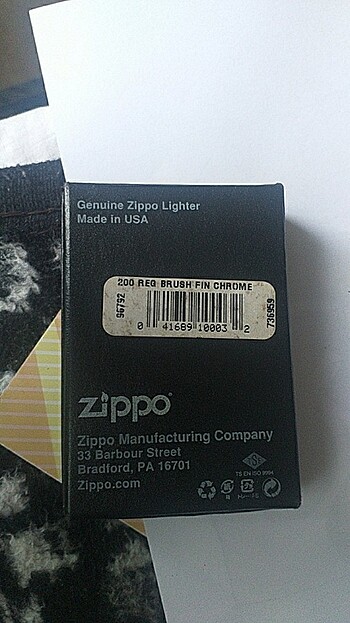 Genuine Zippo Lighter
Made in USA
200 REG BRUSH FIN CHROME
96792
0 41689 10003 2
736959
zippo®
Zippo Manufacturing Company
33 Barbour Street
Bradford, PA 16701
Zippo.com
TS EN ISO 9994